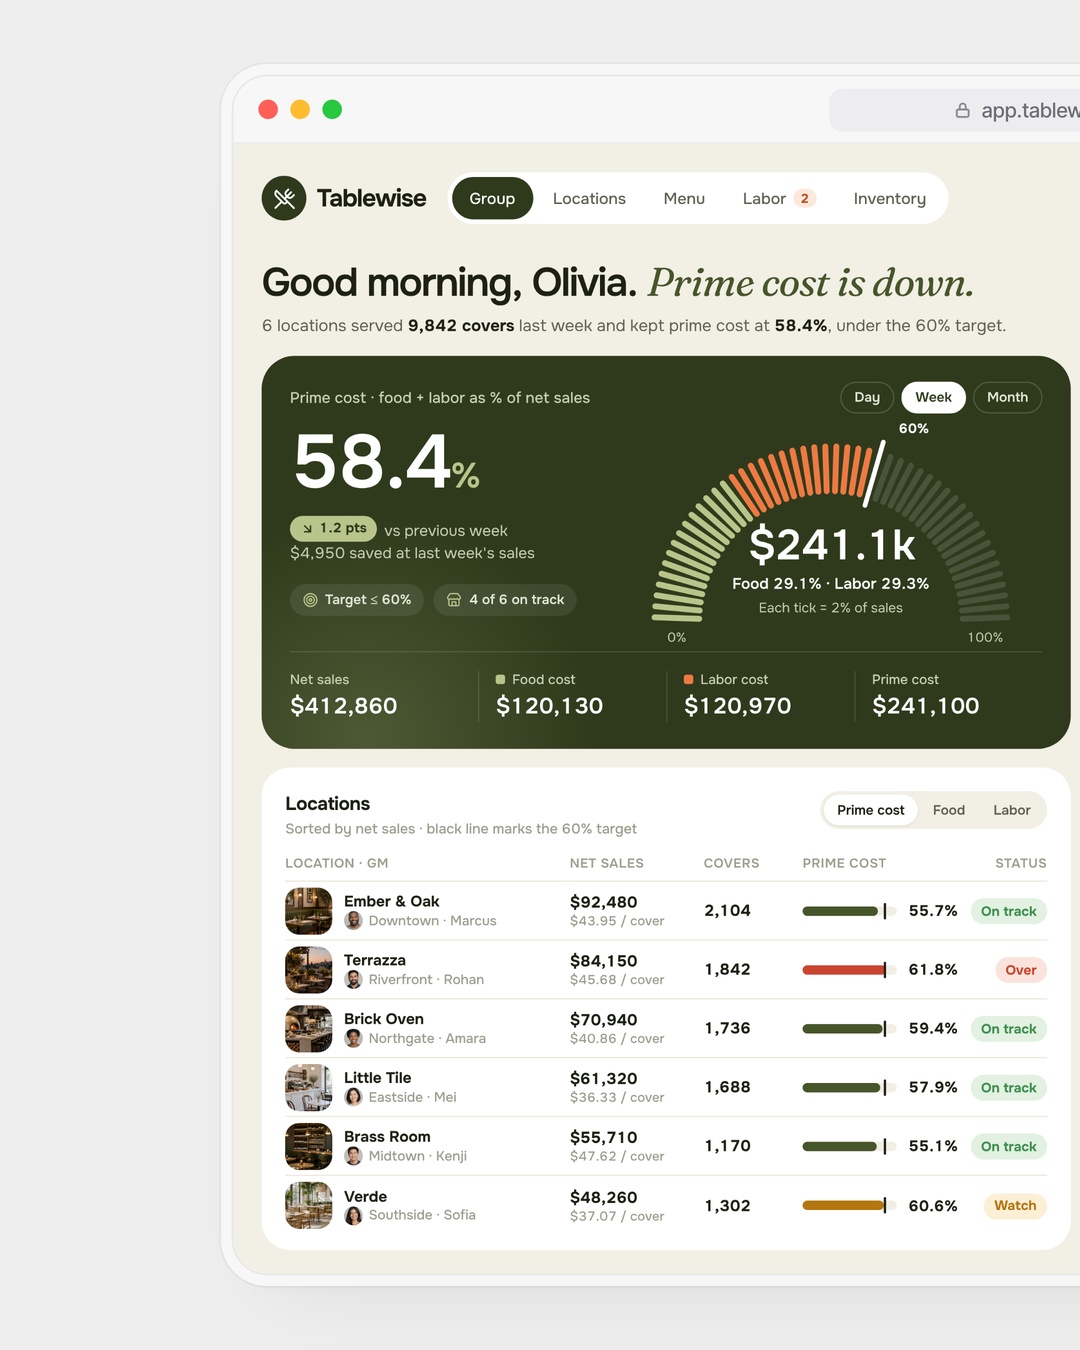 app.tablew
Tablewise
Group
Locations
Menu
Labor 2
Inventory
Good morning, Olivia. Prime cost is down.
6 locations served 9,842 covers last week and kept prime cost at 58.4%, under the 60% target.
Prime cost · food + labor as % of net sales
Day
Week
Month
58.4%
1.2 pts vs previous week
$4,950 saved at last week's sales
Target ≤ 60%
4 of 6 on track
60%
$241.1k
Food 29.1% · Labor 29.3%
Each tick = 2% of sales
0%
100%
Net sales
$412,860
Food cost
$120,130
Labor cost
$120,970
Prime cost
$241,100
Locations
Sorted by net sales · black line marks the 60% target
Prime cost
Food
Labor
LOCATION · GM
NET SALES
COVERS
PRIME COST
STATUS
Ember & Oak
Downtown · Marcus
$92,480
$43.95 / cover
2,104
55.7%
On track
Terrazza
Riverfront · Rohan
$84,150
$45.68 / cover
1,842
61.8%
Over
Brick Oven
Northgate · Amara
$70,940
$40.86 / cover
1,736
59.4%
On track
Little Tile
Eastside · Mei
$61,320
$36.33 / cover
1,688
57.9%
On track
Brass Room
Midtown · Kenji
$55,710
$47.62 / cover
1,170
55.1%
On track
Verde
Southside · Sofia
$48,260
$37.07 / cover
1,302
60.6%
Watch